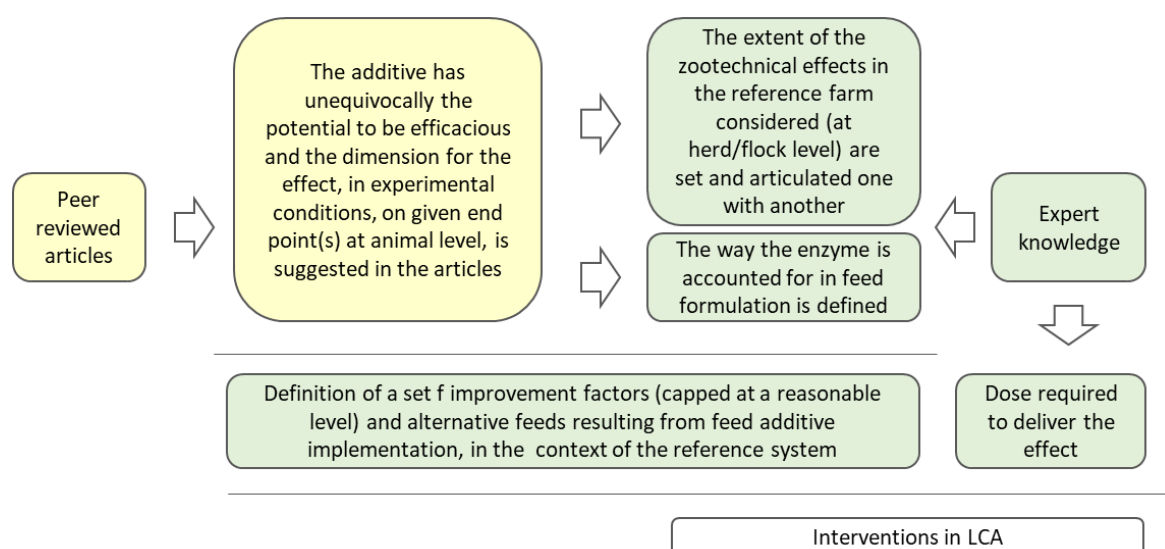 Peer
reviewed
articles
The additive has
unequivocally the
potential to be efficacious
and the dimension for the
effect, in experimental
conditions, on given end
point(s) at animal level, is
suggested in the articles
The extent of the
zootechnical effects in
the reference farm
considered (at
herd/flock level) are
set and articulated one
with another
The way the enzyme is
accounted for in feed
formulation is defined
Expert
knowledge
Definition of a set f improvement factors (capped at a reasonable
level) and alternative feeds resulting from feed additive
implementation, in the context of the reference system
Dose required
to deliver the
effect
Interventions in LCA